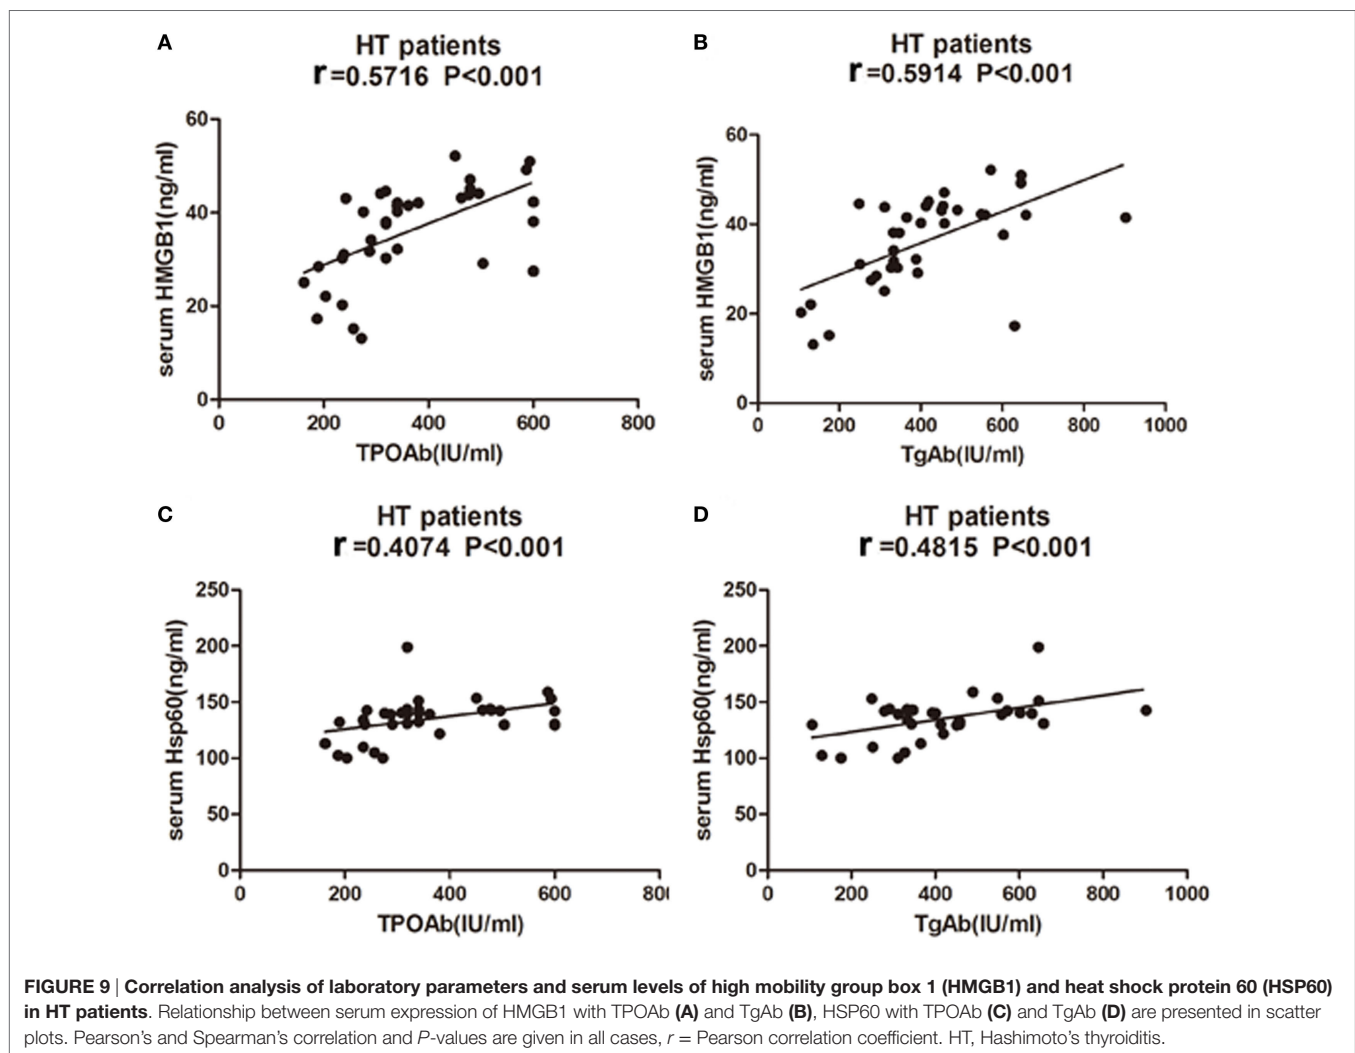 A
HT patients
r=0.5716 P<0.001
60
40
20
0
serum HMGB1(ng/ml)
0 200 400 600 800
TPOAb(IU/ml)
B
HT patients
r=0.5914 P<0.001
60
40
20
0
serum HMGB1(ng/ml)
0 200 400 600 800 1000
TgAb(IU/ml)
C
HT patients
r=0.4074 P<0.001
250
200
150
100
50
0
serum Hsp60(ng/ml)
0 200 400 600 80
TPOAb(IU/ml)
D
HT patients
r=0.4815 P<0.001
250
200
150
100
50
0
serum Hsp60(ng/ml)
0 200 400 600 800 1000
TgAb(IU/ml)
FIGURE 9 | Correlation analysis of laboratory parameters and serum levels of high mobility group box 1 (HMGB1) and heat shock protein 60 (HSP60)
in HT patients. Relationship between serum expression of HMGB1 with TPOAb (A) and TgAb (B), HSP60 with TPOAb (C) and TgAb (D) are presented in scatter
plots. Pearson's and Spearman's correlation and P-values are given in all cases, r = Pearson correlation coefficient. HT, Hashimoto's thyroiditis.